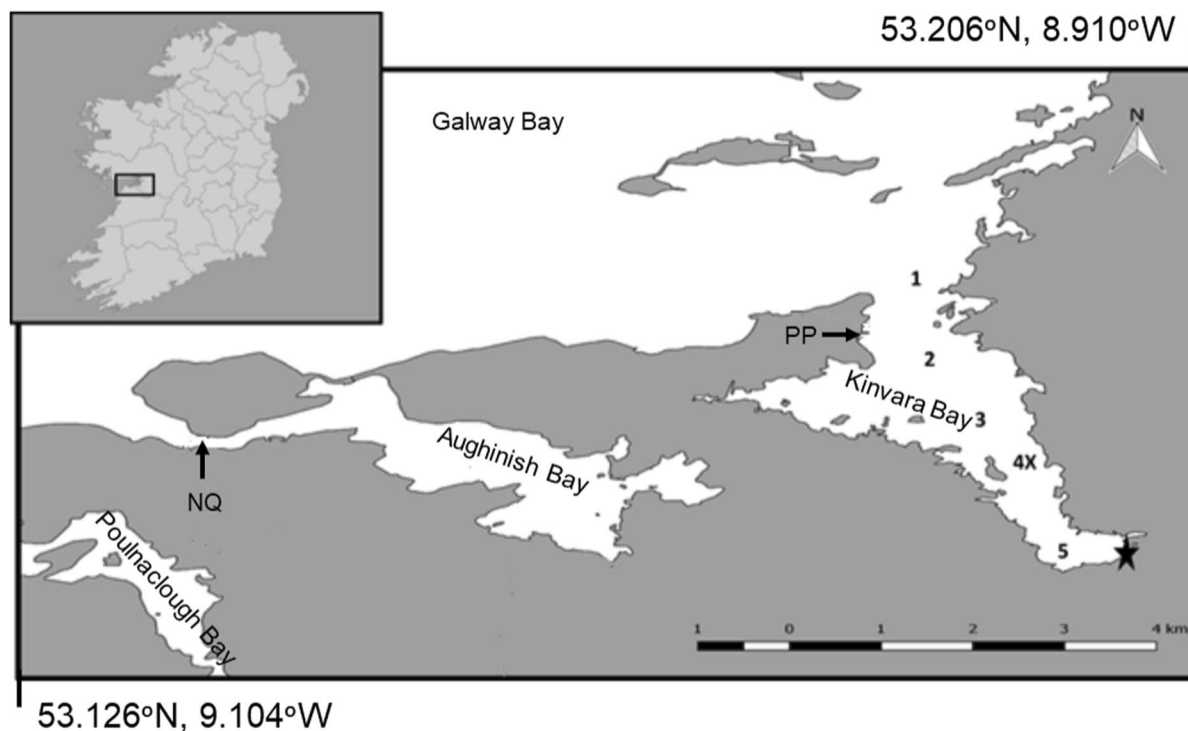 53.206°N, 8.910°W
Galway Bay
N
1
PP
2
Kinvara Bay
3
Aughinish Bay
4X
NQ
Poulnaclough Bay
5
1 0 1 2 3 4 km
53.126°N, 9.104°W